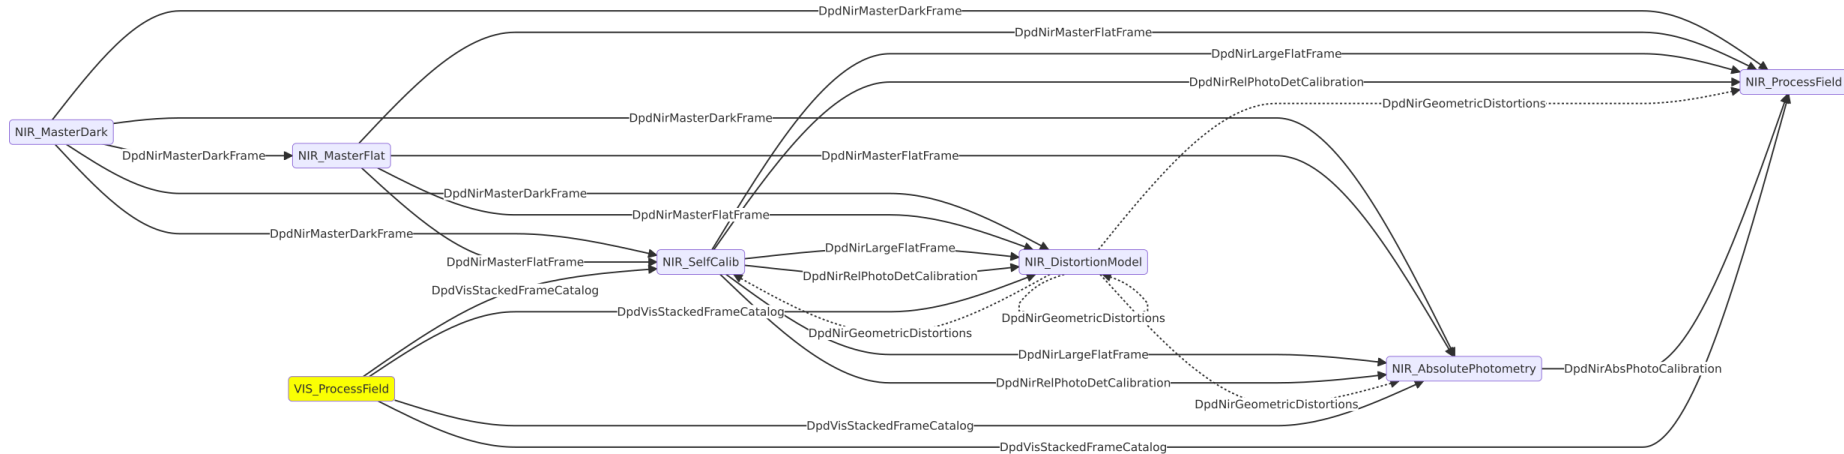 DpdNirMasterDarkFrame
DpdNirMasterFlatFrame
DpdNirLargeFlatFrame
DpdNirRelPhotoDetCalibration
NIR_ProcessField
DpdNirGeometricDistortions
DpdNirMasterDarkFrame
NIR_MasterDark
DpdNirMasterDarkFrame
NIR_MasterFlat
DpdNirMasterFlatFrame
DpdNirMasterDarkFrame
DpdNirMasterFlatFrame
DpdNirMasterDarkFrame
DpdNirLargeFlatFrame
DpdNirMasterFlatFrame
NIR_SelfCalib
NIR_DistortionModel
DpdNirRelPhotoDetCalibration
DpdVisStackedFrameCatalog
DpdVisStackedFrameCatalog
DpdNirGeometricDistortions
DpdNirGeometricDistortions
DpdNirLargeFlatFrame
NIR_AbsolutePhotometry
DpdNirAbsPhotoCalibration
DpdNirRelPhotoDetCalibration
VIS_ProcessField
DpdNirGeometricDistortions
DpdVisStackedFrameCatalog
DpdVisStackedFrameCatalog